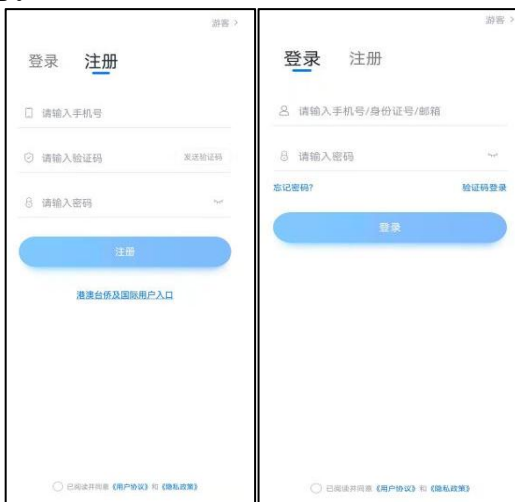 游客 >
登录 注册
请输入手机号
请输入验证码 发送验证码
请输入密码
注册
港澳台侨及国际用户入口
已阅读并同意《用户协议》和《隐私政策》
游客 >
登录 注册
请输入手机号/身份证号/邮箱
请输入密码
忘记密码? 验证码登录
登录
已阅读并同意《用户协议》和《隐私政策》